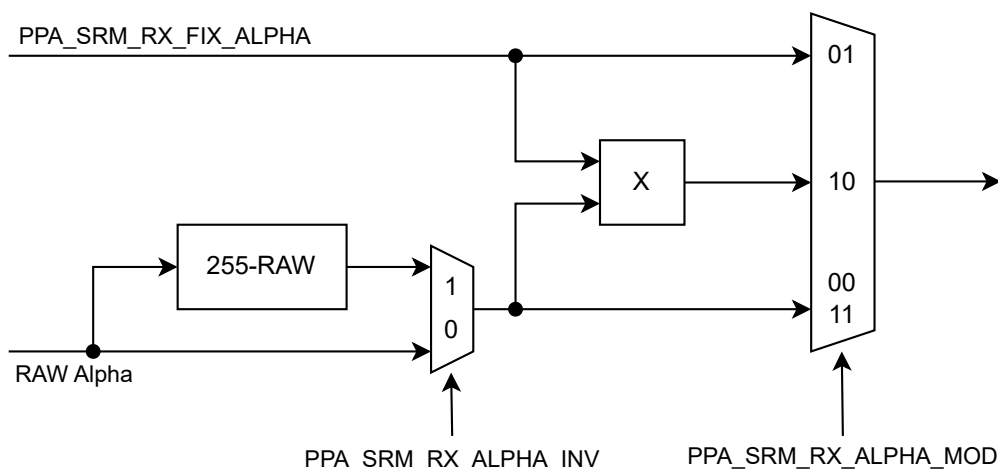 PPA_SRM_RX_FIX_ALPHA
01
X
10
255-RAW
1
0
00
11
RAW Alpha
PPA_SRM_RX_ALPHA_INV
PPA_SRM_RX_ALPHA_MOD